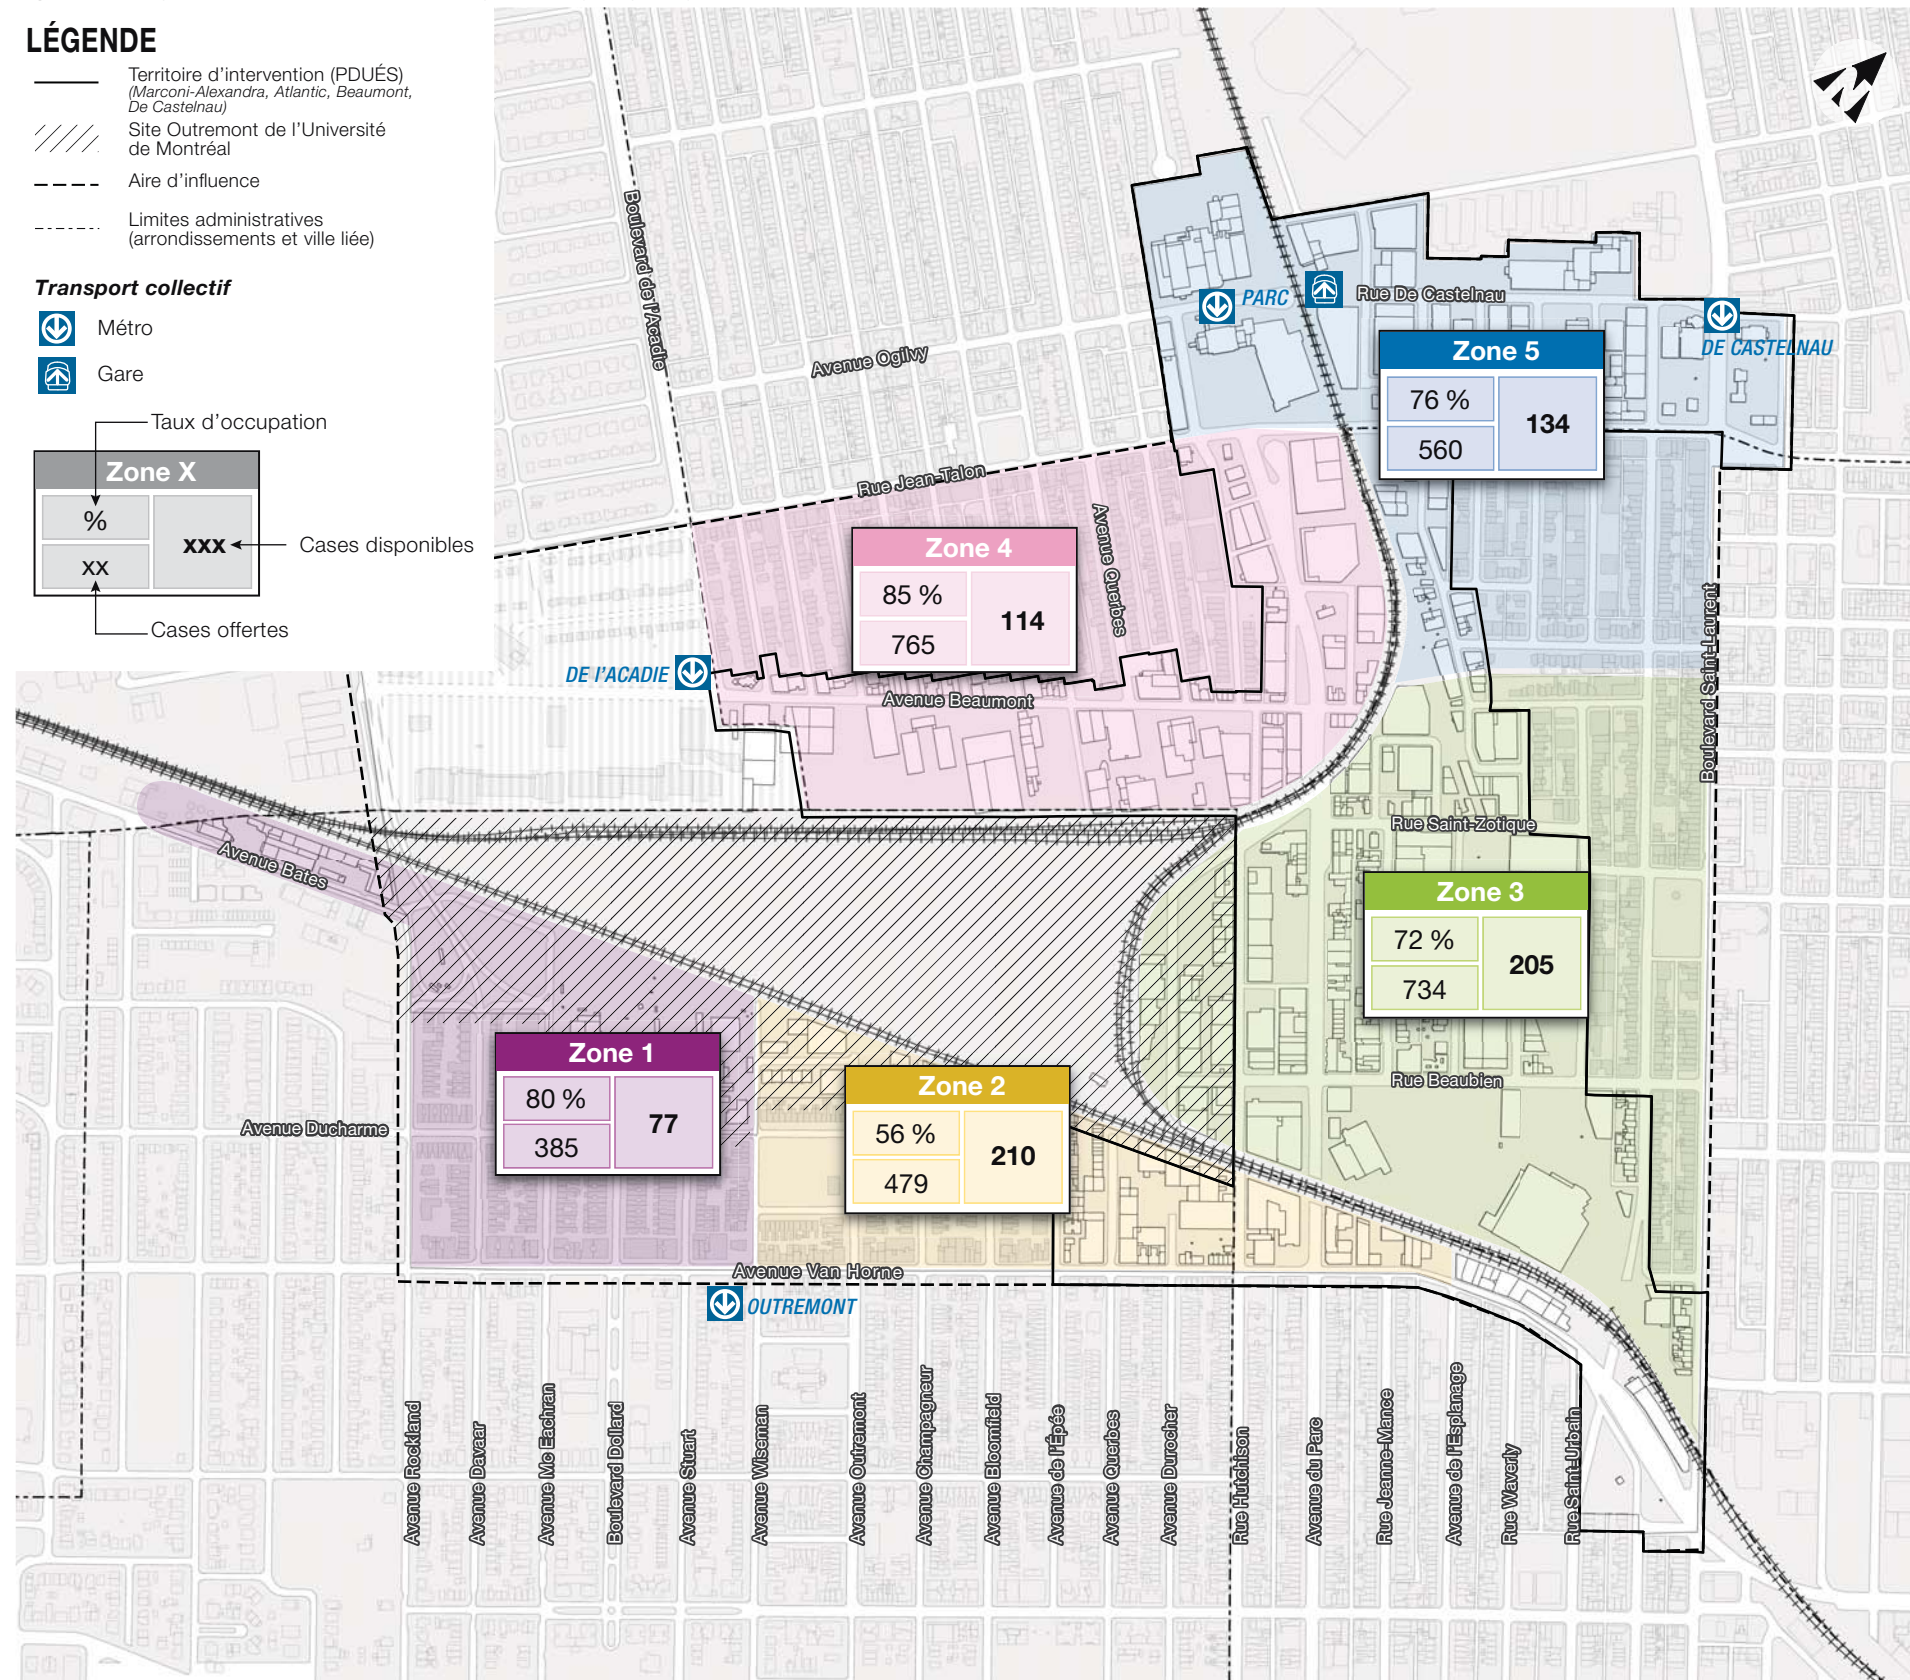 LÉGENDE
Territoire d'intervention (PDUÉS)
(Marconi-Alexandra, Atlantic, Beaumont,
De Castelnau)
Site Outremont de l'Université
de Montréal
Aire d'influence
Limites administratives
(arrondissements et ville liée)
Transport collectif
Métro
Gare
Taux d'occupation
Zone X
%
xx
xxx
Cases disponibles
Cases offertes
Boulevard de l'Acadie
Avenue Ogilvy
PARC
Rue De Castelnau
DE CASTELNAU
Zone 5
76 %
560
134
Rue Jean-Talon
Avenue Querbes
Zone 4
85 %
765
114
DE l'ACADIE
Avenue Beaumont
Boulevard Saint-Laurent
Rue Saint-Zotique
Avenue Bates
Zone 3
72 %
734
205
Zone 1
80 %
385
77
Zone 2
56 %
479
210
Rue Beaubien
Avenue Ducharme
Avenue Van Horne
OUTREMONT
Avenue Rockland
Avenue Davaar
Avenue Mc Eachran
Boulevard Dollard
Avenue Stuart
Avenue Wiseman
Avenue Outremont
Avenue Champagneur
Avenue Bloomfield
Avenue de l'Épée
Avenue Querbes
Avenue Durocher
Rue Hutchison
Avenue du Parc
Rue Jeanne-Mance
Avenue de l'Esplanage
Rue Waverly
Rue Saint-Urbain